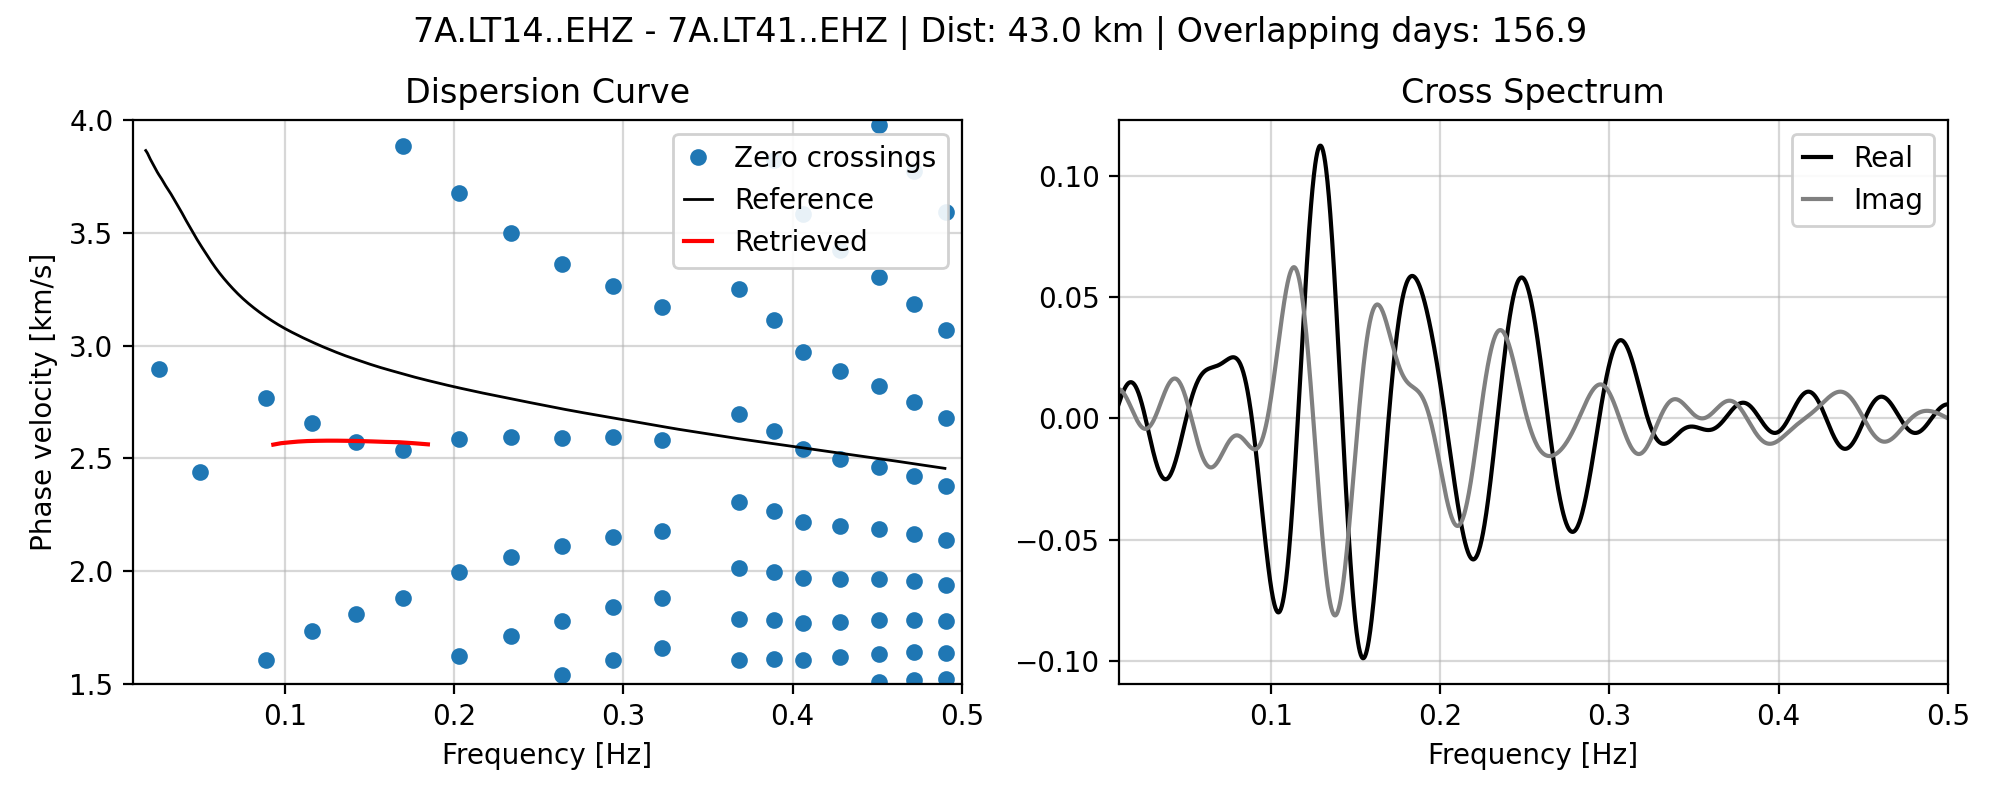 7A.LT14..EHZ - 7A.LT41..EHZ | Dist: 43.0 km | Overlapping days: 156.9
Dispersion Curve
4.0
3.5
3.0
2.5
2.0
1.5
Phase velocity [km/s]
0.1
0.2
0.3
0.4
0.5
Frequency [Hz]
Zero crossings
Reference
Retrieved
Cross Spectrum
0.10
0.05
0.00
−0.05
−0.10
0.1
0.2
0.3
0.4
0.5
Frequency [Hz]
Real
Imag